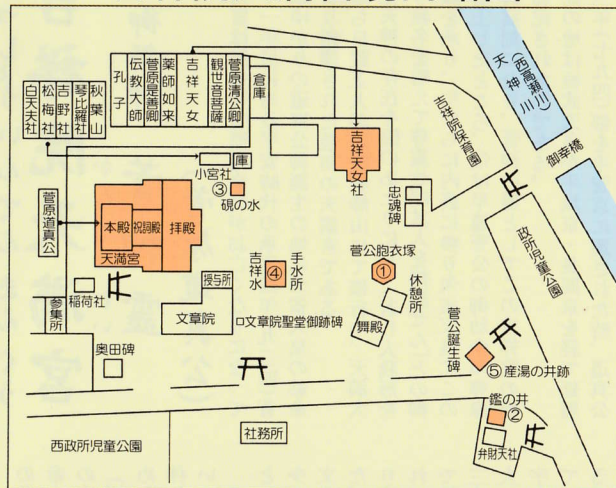 秋葉山
琴比羅社
吉野社
松梅社
白天夫社
菅原清公卿
観世音菩薩
吉祥天女
薬師如来
菅原是善卿
伝教大師
孔子
倉庫
吉祥院保育園
天神川
(西高瀬川)
御幸橋
小宮社
庫
③
硯の水
吉祥天女社
忠魂碑
政所児童公園
菅原道真公
本殿
祝詞殿
拝殿
天満宮
手水所
④
吉祥水
菅公胞衣塚
①
休憩所
稲荷社
授与所
参集所
文章院
文章院聖堂御跡碑
舞殿
菅公誕生碑
奥田碑
⑤産湯の井跡
鑑の井
②
弁財天社
西政所児童公園
社務所